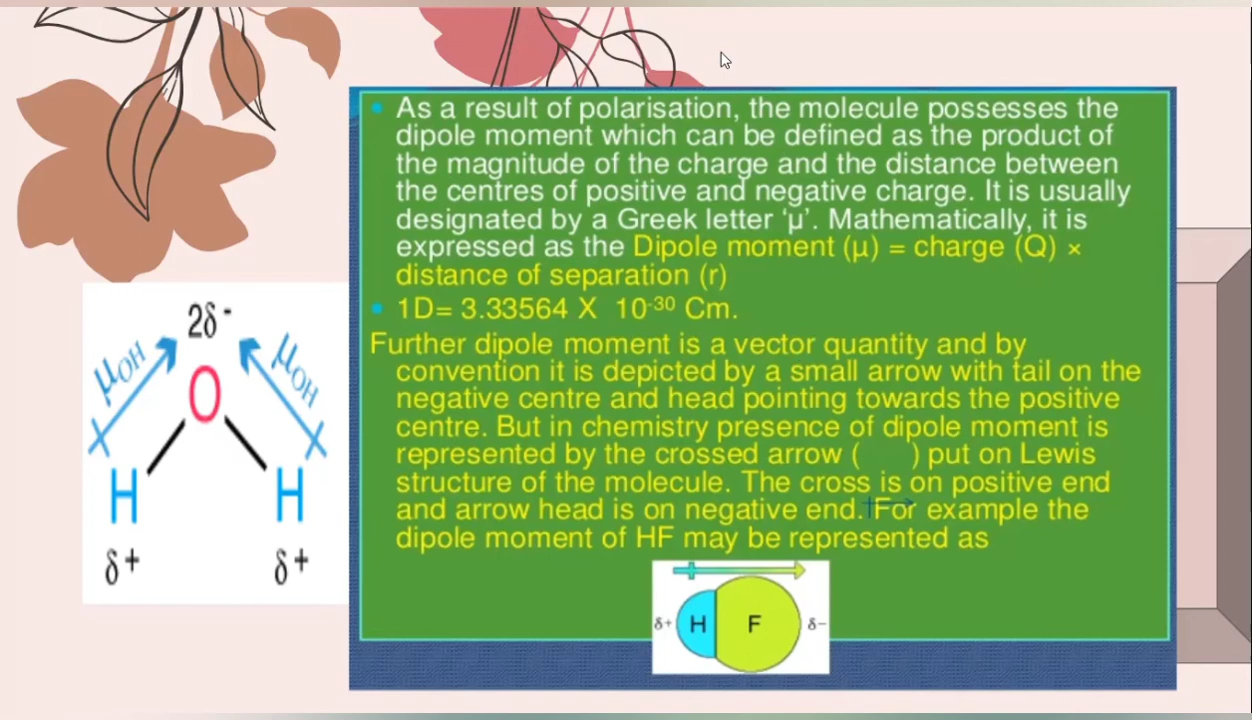 As a result of polarisation, the molecule possesses the
dipole moment which can be defined as the product of
the magnitude of the charge and the distance between
the centres of positive and negative charge. It is usually
designated by a Greek letter ‘μ’. Mathematically, it is
expressed as the Dipole moment (μ) = charge (Q) ×
distance of separation (r)
1D= 3.33564 X 10⁻³⁰ Cm.
Further dipole moment is a vector quantity and by
convention it is depicted by a small arrow with tail on the
negative centre and head pointing towards the positive
centre. But in chemistry presence of dipole moment is
represented by the crossed arrow ( ) put on Lewis
structure of the molecule. The cross is on positive end
and arrow head is on negative end. For example the
dipole moment of HF may be represented as
δ+ H F δ−
2δ-
μOH μOH
O
H H
δ+ δ+